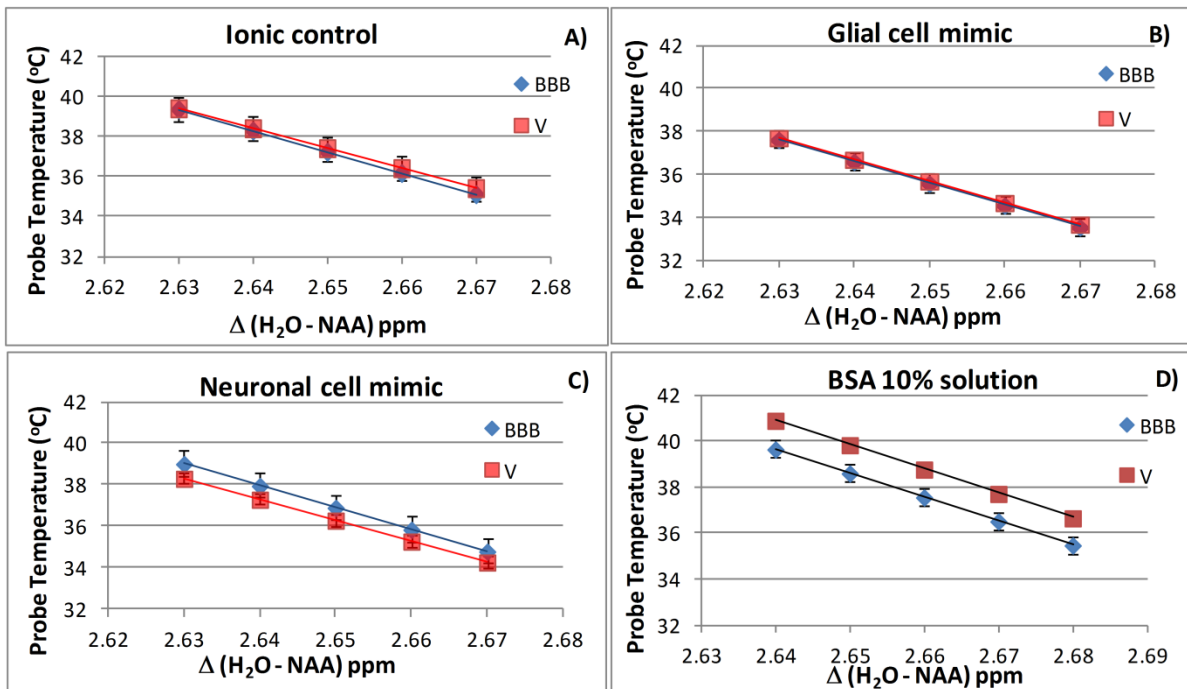 Ionic control
A)
Probe Temperature (ºC)
42
40
38
36
34
32
BBB
V
2.62 2.63 2.64 2.65 2.66 2.67 2.68
Δ (H₂O - NAA) ppm
Glial cell mimic
B)
Probe Temperature (ºC)
42
40
38
36
34
32
BBB
V
2.62 2.63 2.64 2.65 2.66 2.67 2.68
Δ (H₂O - NAA) ppm
Neuronal cell mimic
C)
Probe Temperature (ºC)
42
40
38
36
34
32
BBB
V
2.62 2.63 2.64 2.65 2.66 2.67 2.68
Δ (H₂O - NAA) ppm
BSA 10% solution
D)
Probe Temperature (ºC)
42
40
38
36
34
32
BBB
V
2.63 2.64 2.65 2.66 2.67 2.68 2.69
Δ (H₂O - NAA) ppm